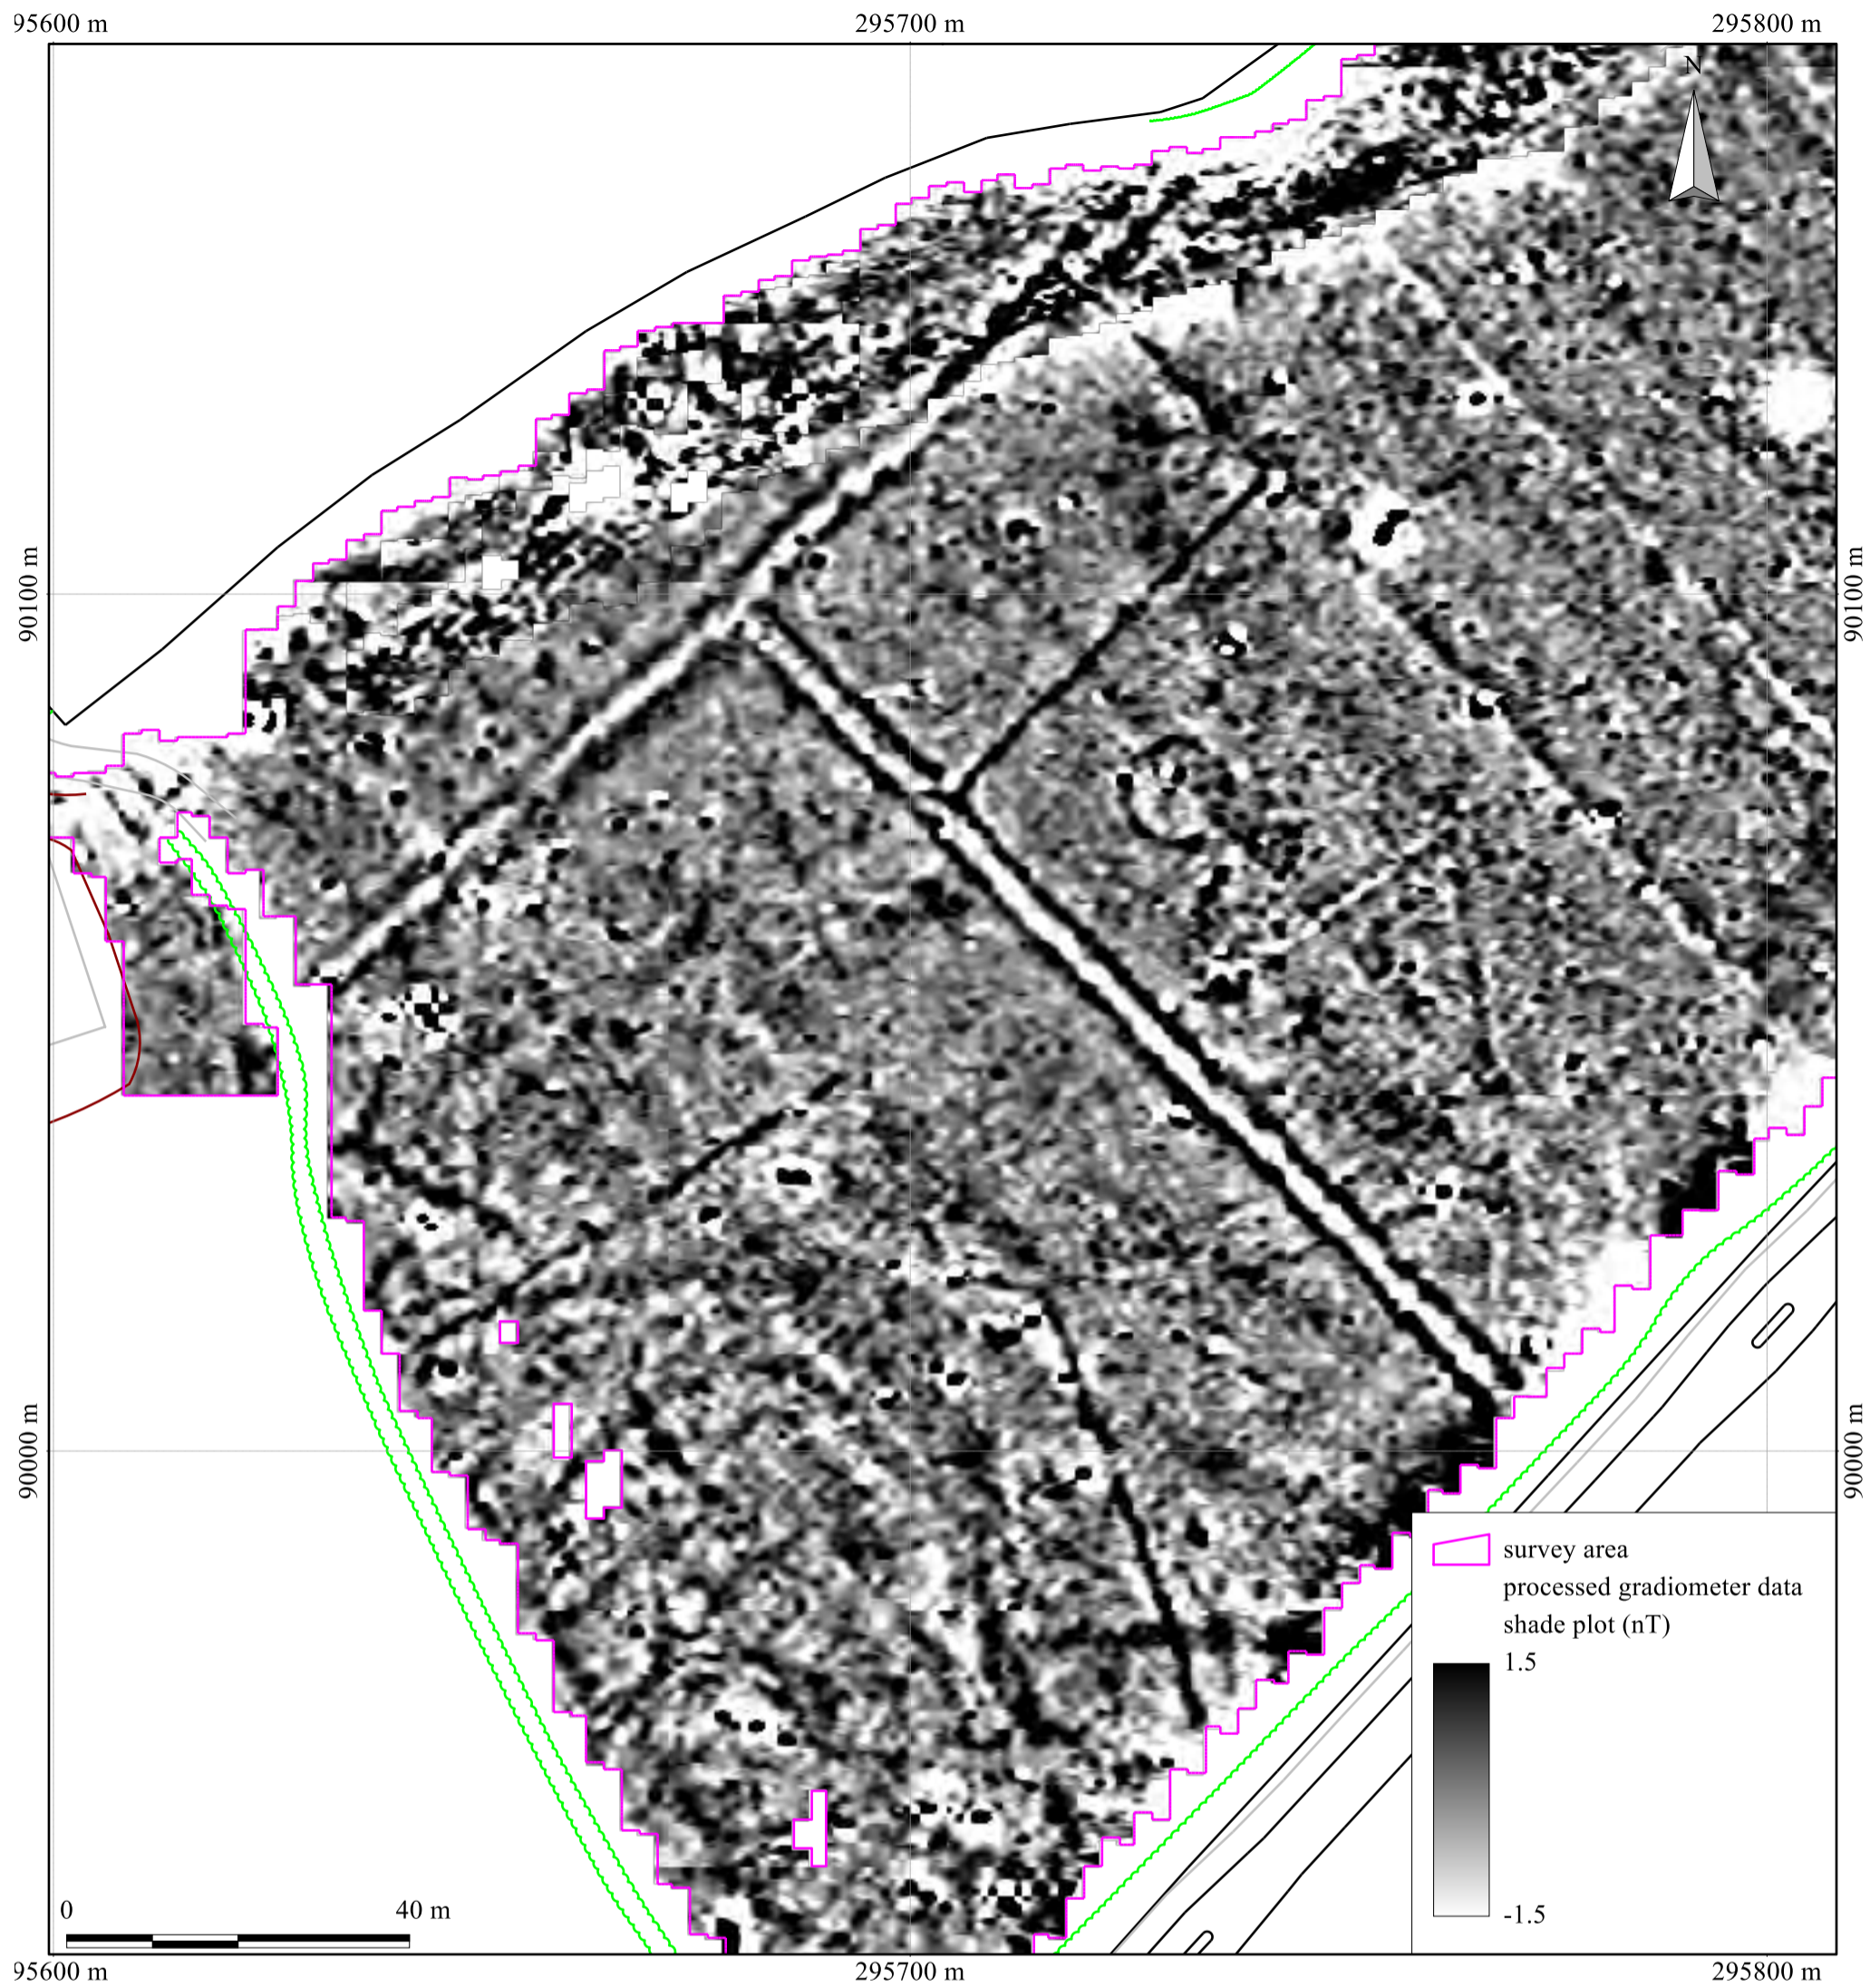 95600 m 295700 m 295800 m
N
90100 m 90100 m
90000 m 90000 m
survey area
processed gradiometer data
shade plot (nT)
1.5
-1.5
0 40 m
95600 m 295700 m 295800 m